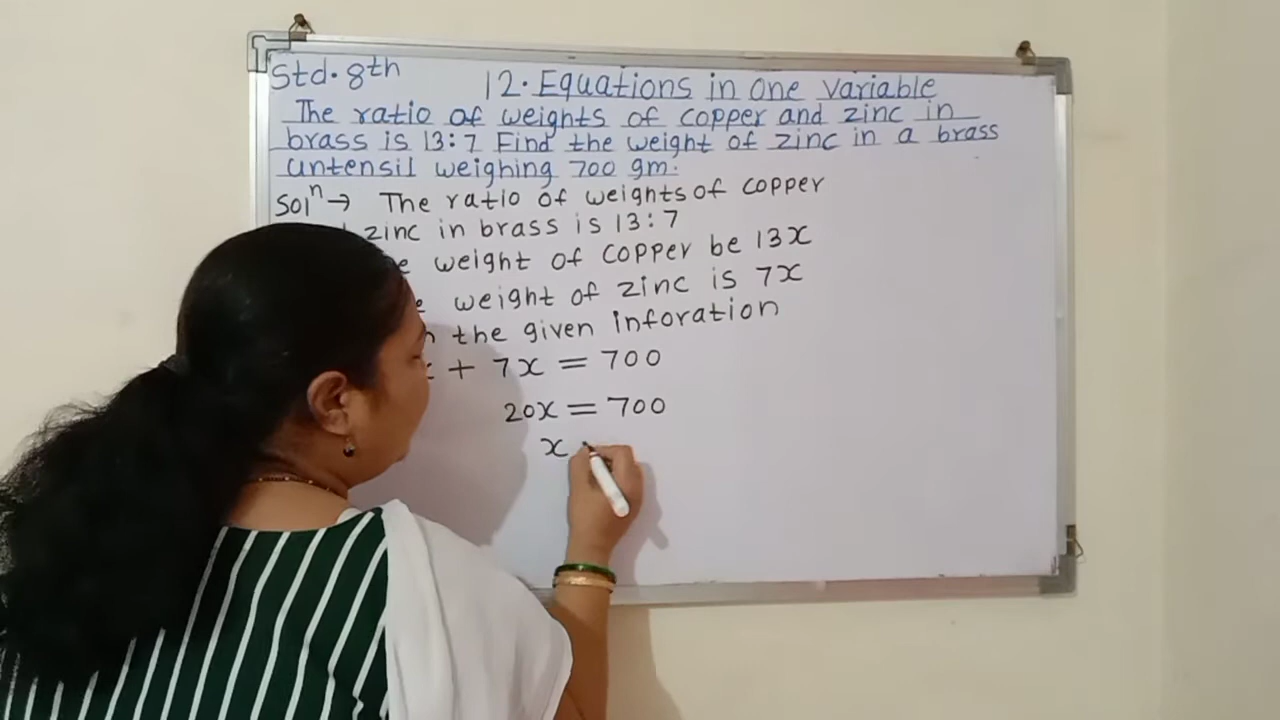 Std. 8th
12. Equations in one variable
The ratio of weights of copper and zinc in
brass is 13:7 Find the weight of zinc in a brass
untensil weighing 700 gm.
Solⁿ → The ratio of weights of copper
zinc in brass is 13:7
weight of copper be 13x
weight of zinc is 7x
the given inforation
+ 7x = 700
20x = 700
x